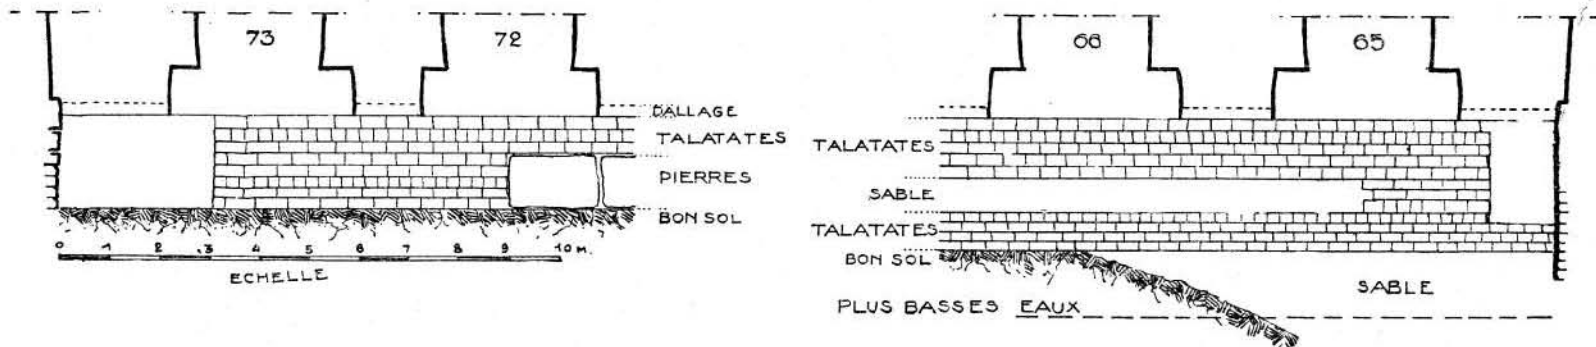 73 72
DALLAGE
TALATATES
PIERRES
BON SOL
0 1 2 3 4 5 6 7 8 9 10 M.
ECHELLE
66 65
TALATATES
SABLE
TALATATES
BON SOL
SABLE
PLUS BASSES EAUX